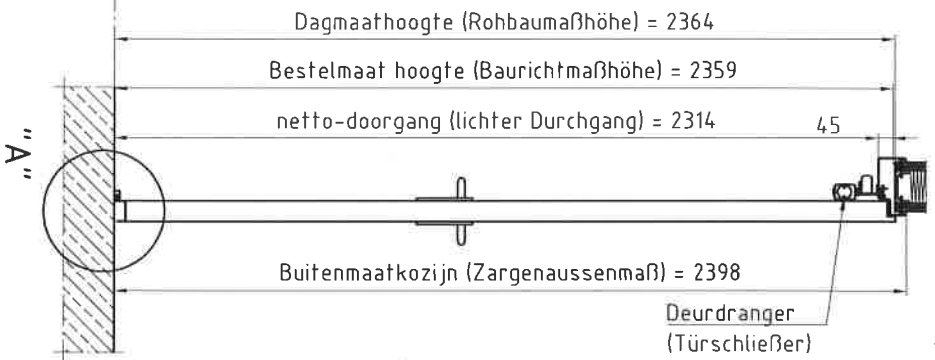 Dagmaathoogte (Rohbaumaßhöhe) = 2364
Bestelmaat hoogte (Baurichtmaßhöhe) = 2359
netto-doorgang (lichter Durchgang) = 2314
45
"A"
Buitenmaatkozijn (Zargenaussenmaß) = 2398
Deurdranger
(Türschließer)